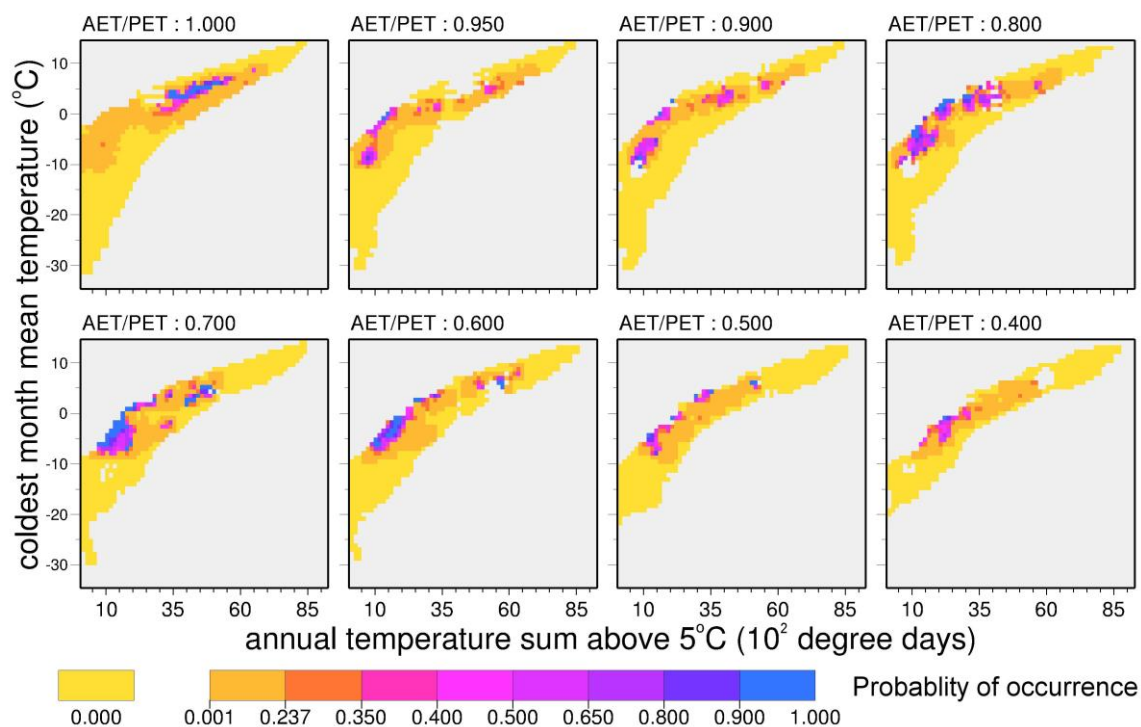 AET/PET : 1.000 AET/PET : 0.950 AET/PET : 0.900 AET/PET : 0.800
10
0
-10
-20
-30
AET/PET : 0.700 AET/PET : 0.600 AET/PET : 0.500 AET/PET : 0.400
10
0
-10
-20
-30
coldest month mean temperature (°C)
10 35 60 85 10 35 60 85 10 35 60 85 10 35 60 85
annual temperature sum above 5°C (10² degree days)
Probablity of occurrence
0.000 0.001 0.237 0.350 0.400 0.500 0.650 0.800 0.900 1.000